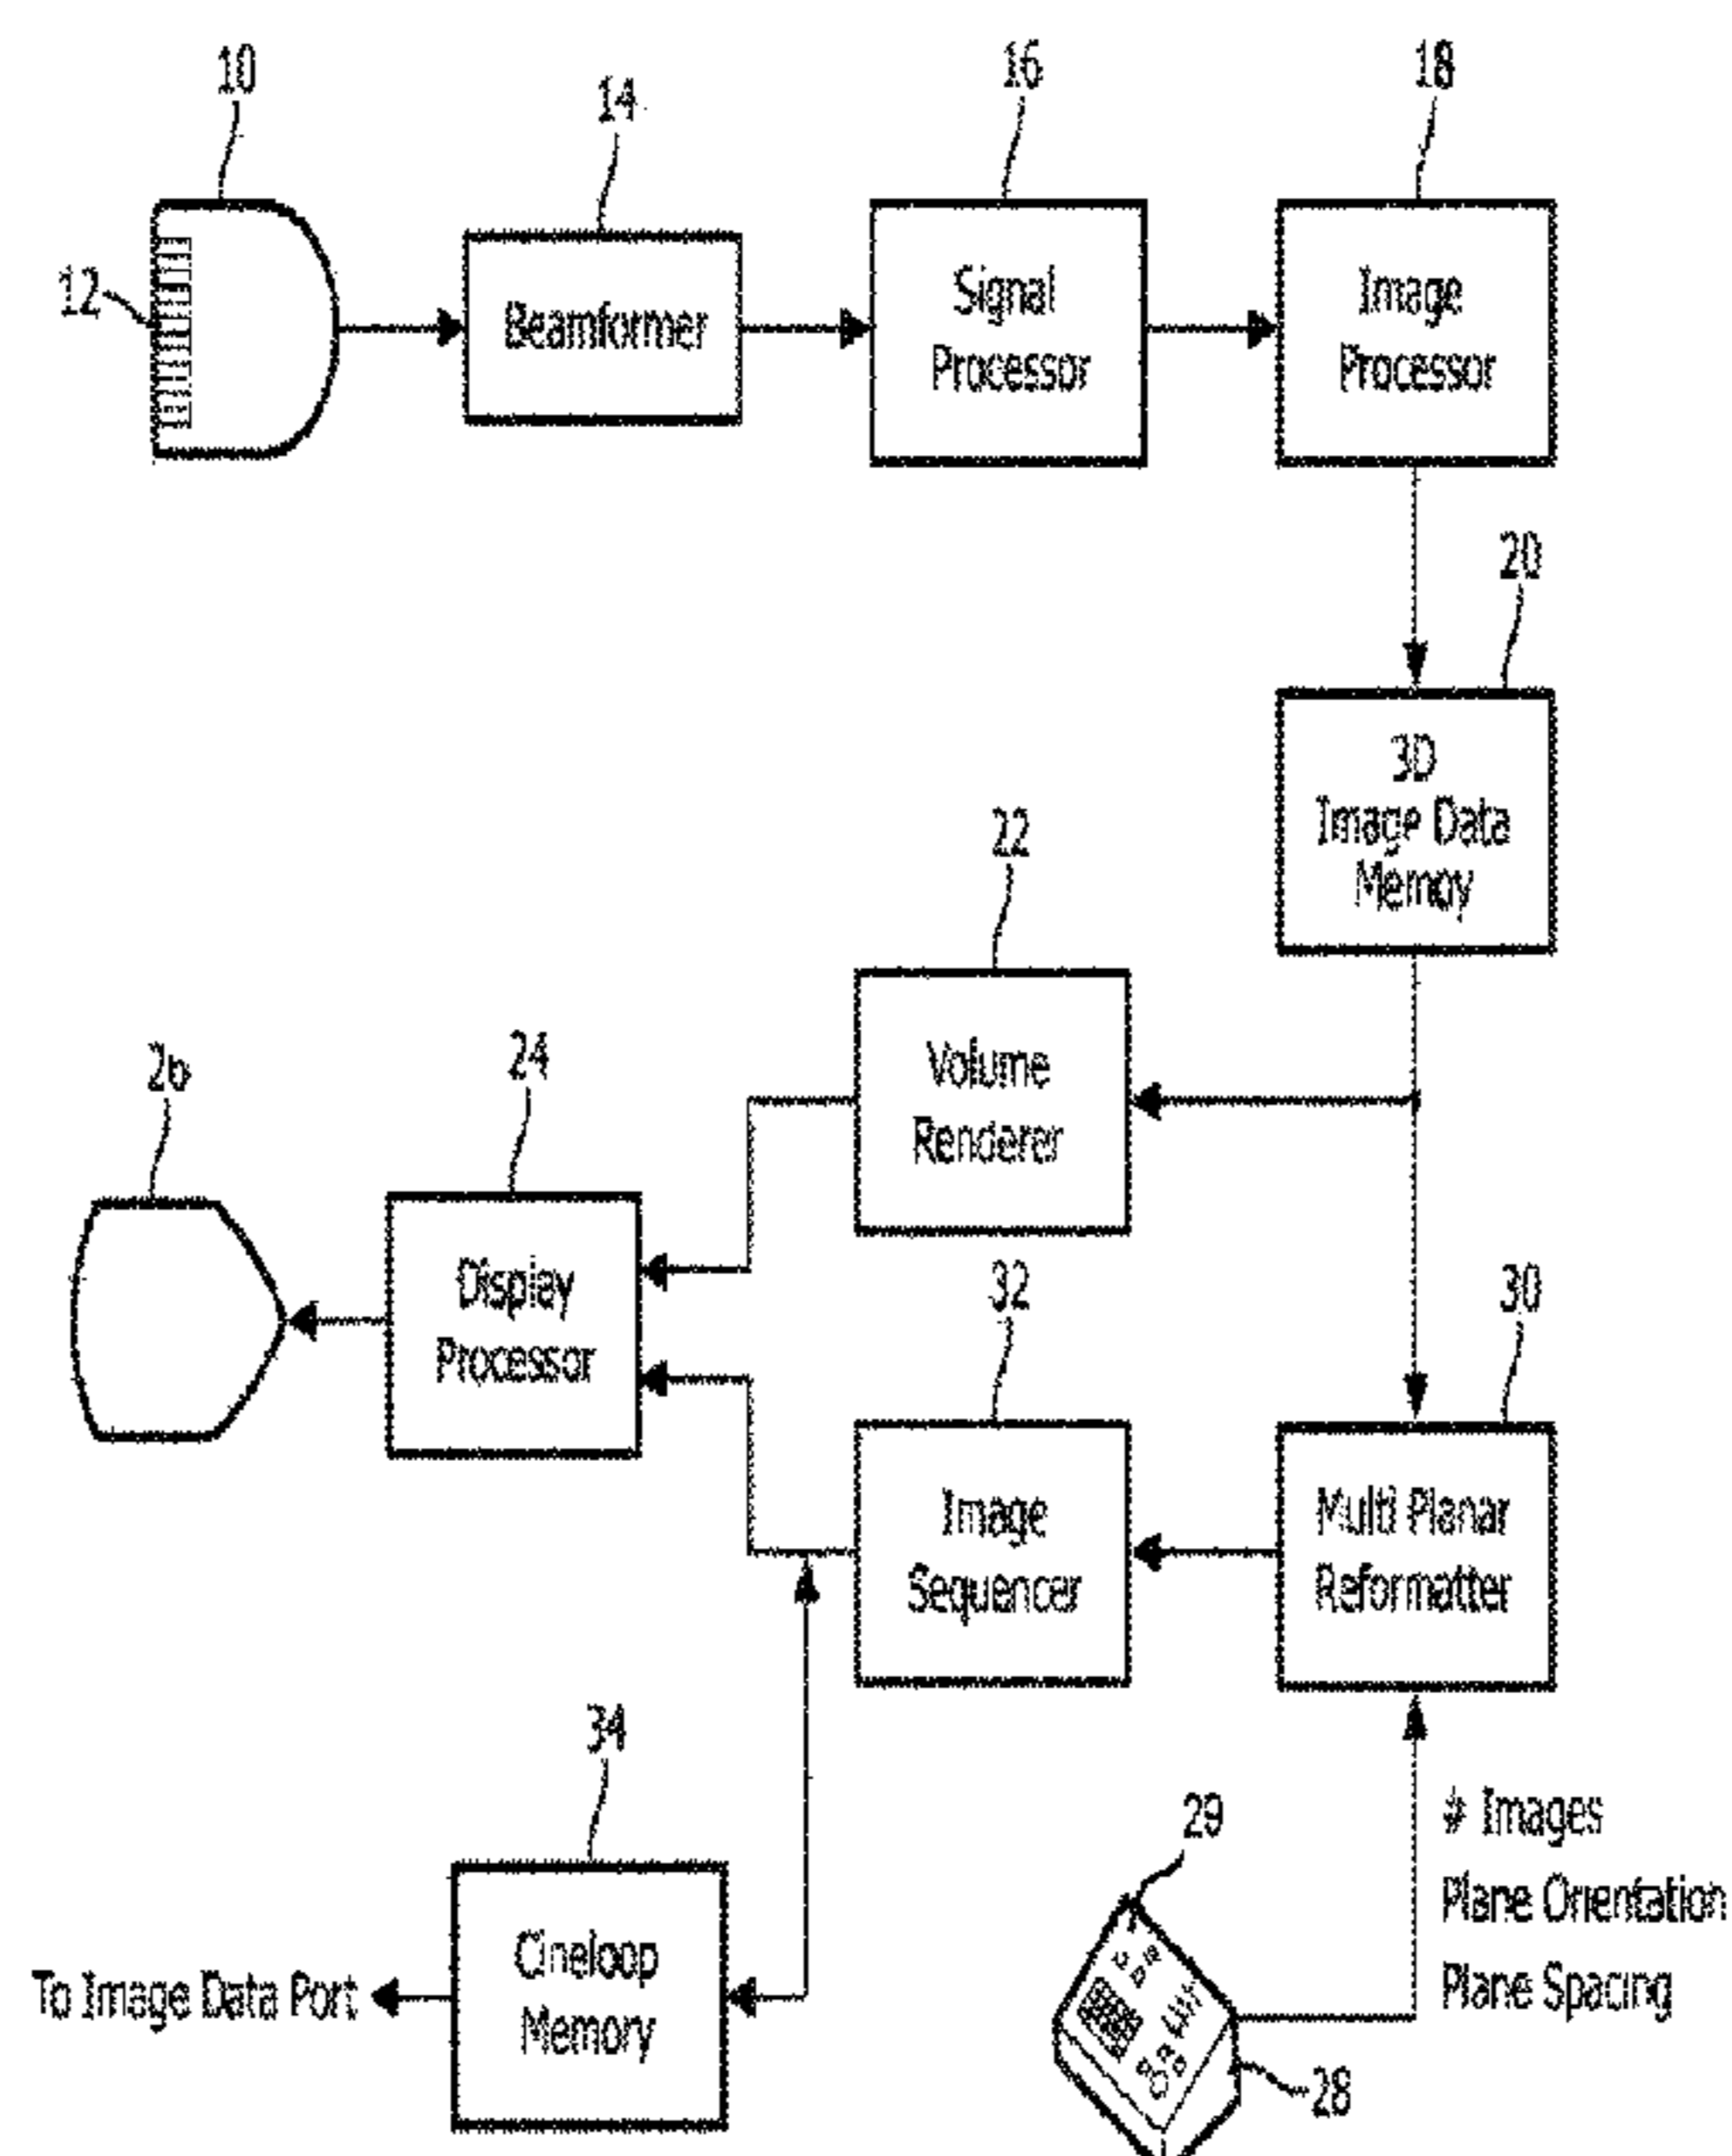 10
14
16
18
12
Beamformer
Signal
Processor
Image
Processor
20
3D
Image Data
Memoy
22
Volume
Renderer
24
26
Display
Processor
32
30
Image
Sequencer
Multi Planar
Reformatter
34
29
# Images
Plane Orientation
Plane Spacing
Cineloop
Memory
To Image Data Port
28